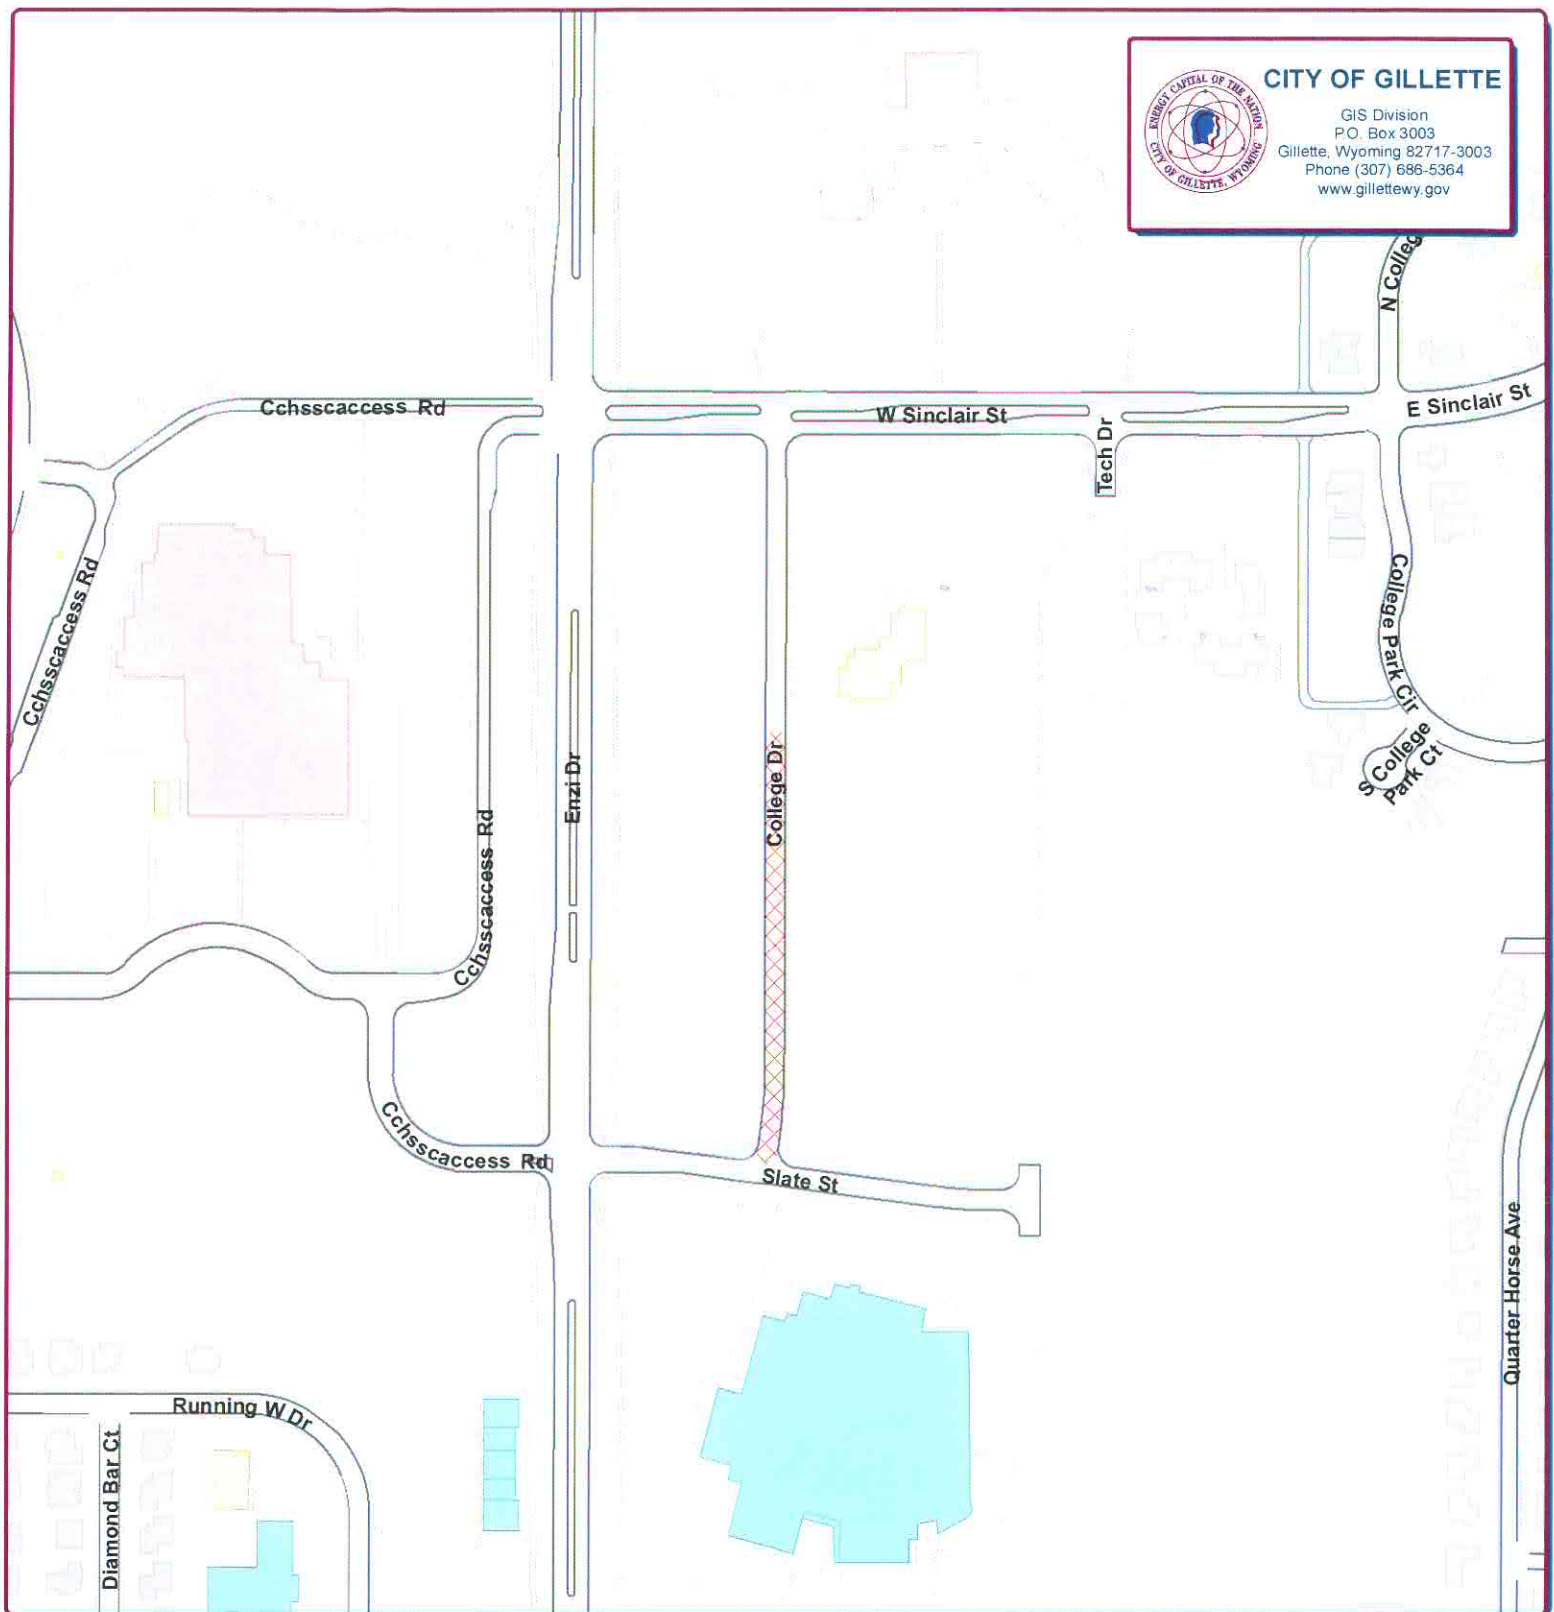 ENERGY CAPITAL OF THE NATION
CITY OF GILLETTE, WYOMING
CITY OF GILLETTE
GIS Division
P.O. Box 3003
Gillette, Wyoming 82717-3003
Phone (307) 686-5364
www.gillettewy.gov
N Colleg
Cchsscaccess Rd
W Sinclair St
E Sinclair St
Tech Dr
Cchsscaccess Rd
College Park Cir
S College
Park Ct
Enzi Dr
College Dr
Cchsscaccess Rd
Cchsscaccess Rd
Slate St
Quarter Horse Ave
Running W Dr
Diamond Bar Ct